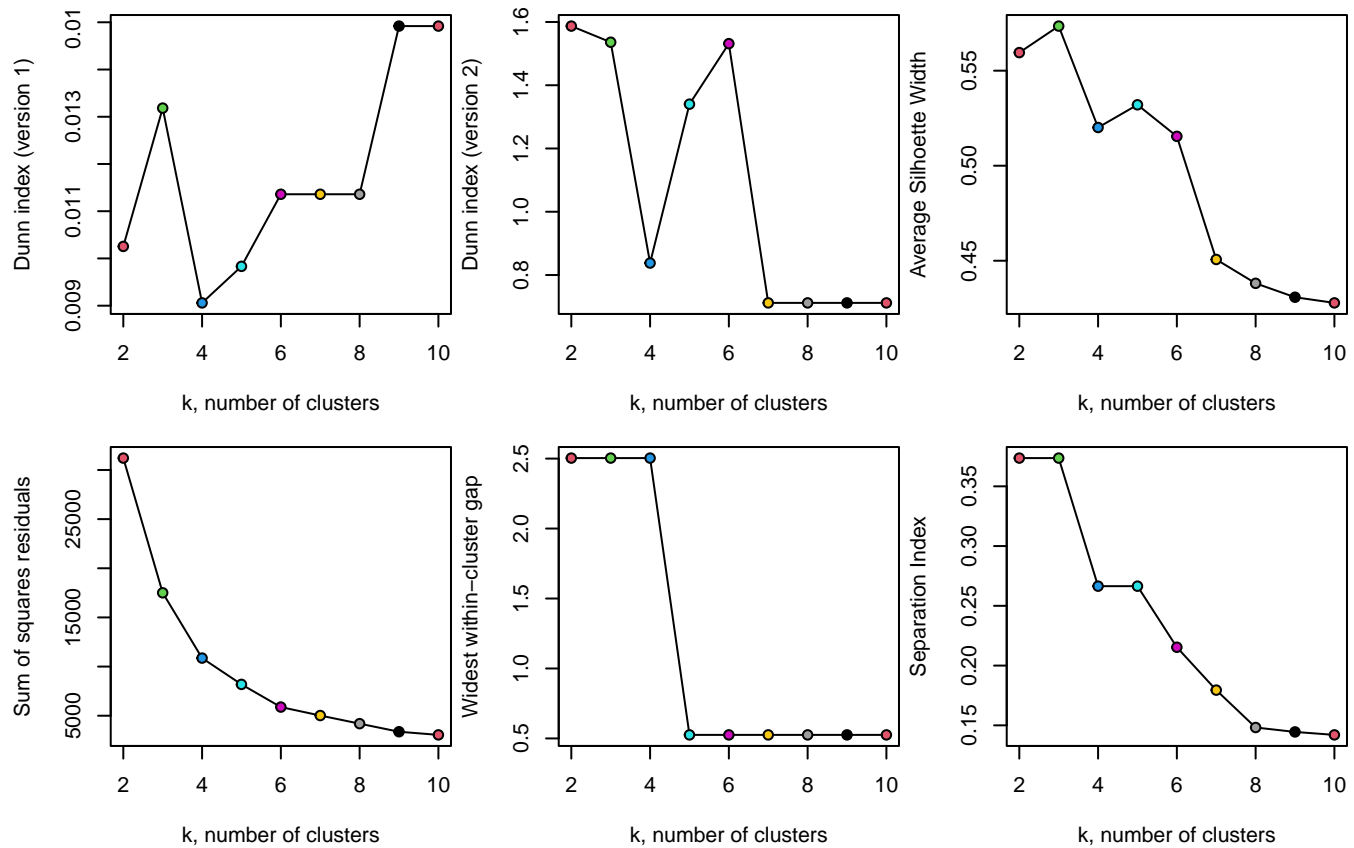 Dunn index (version 1)
0.009 0.011 0.013 0.01
2 4 6 8 10
k, number of clusters
Dunn index (version 2)
0.8 1.0 1.2 1.4 1.6
2 4 6 8 10
k, number of clusters
Average Silhoette Width
0.45 0.50 0.55
2 4 6 8 10
k, number of clusters
Sum of squares residuals
5000 15000 25000
2 4 6 8 10
k, number of clusters
Widest within−cluster gap
0.5 1.0 1.5 2.0 2.5
2 4 6 8 10
k, number of clusters
Separation Index
0.15 0.20 0.25 0.30 0.35
2 4 6 8 10
k, number of clusters